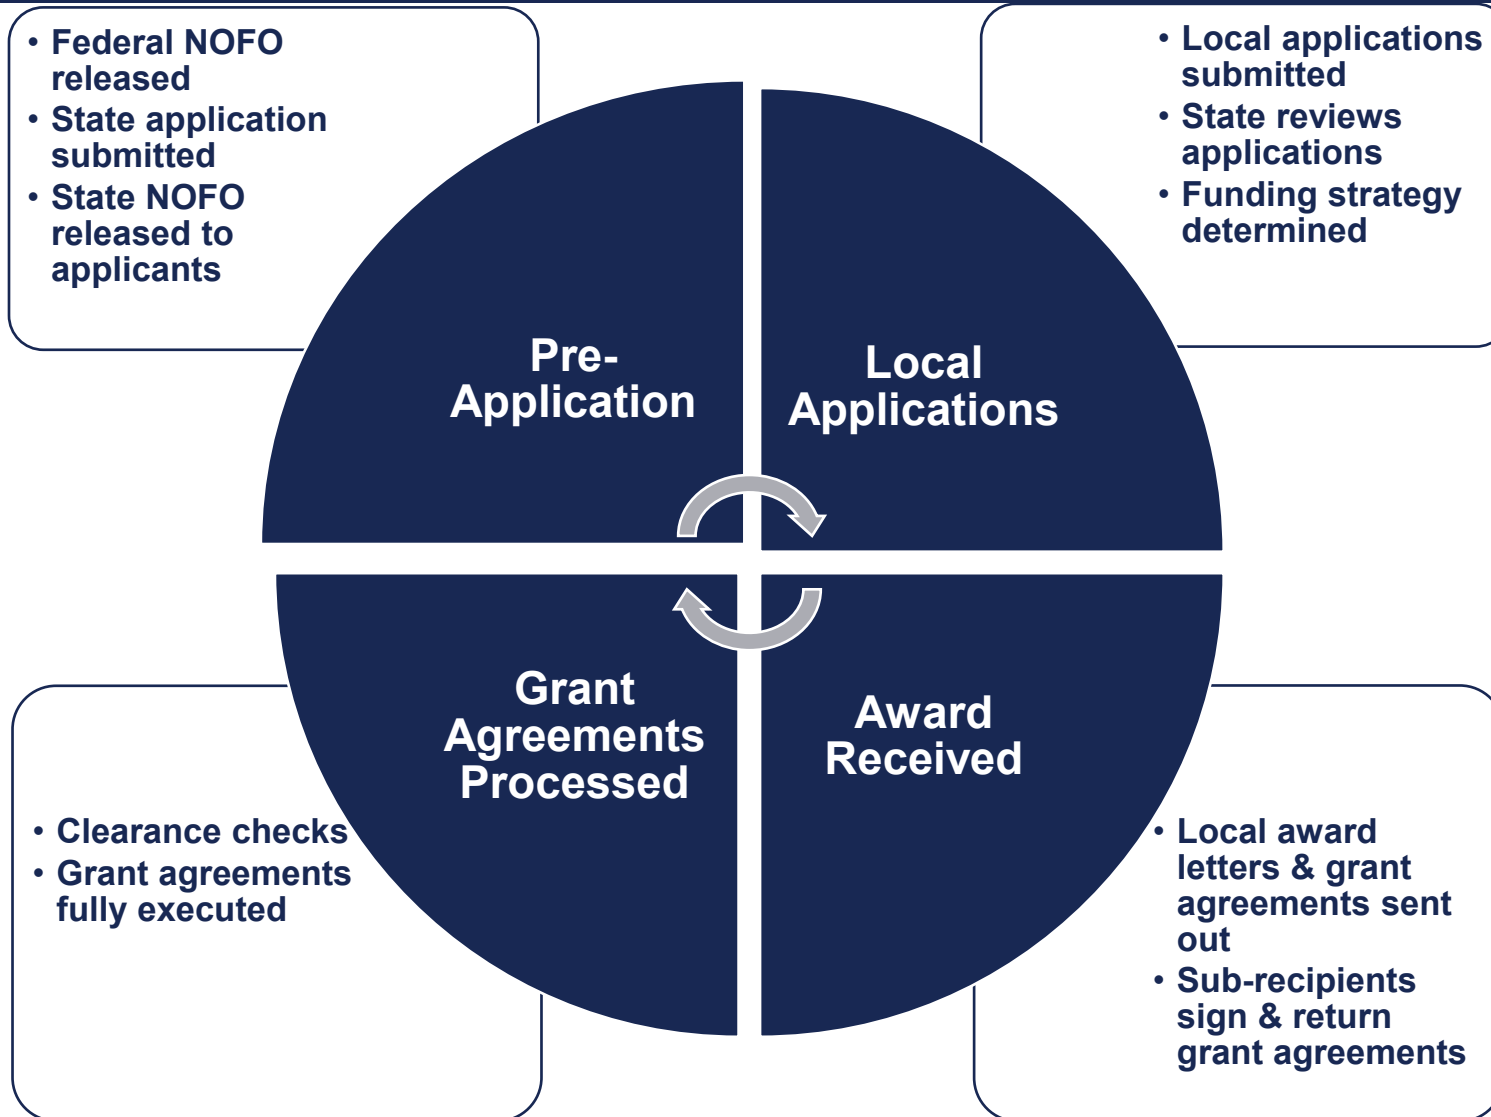 • Federal NOFO
released
• State application
submitted
• State NOFO
released to
applicants
• Local applications
submitted
• State reviews
applications
• Funding strategy
determined
Pre-
Application
Local
Applications
Grant
Agreements
Processed
Award
Received
• Clearance checks
• Grant agreements
fully executed
• Local award
letters & grant
agreements sent
out
• Sub-recipients
sign & return
grant agreements